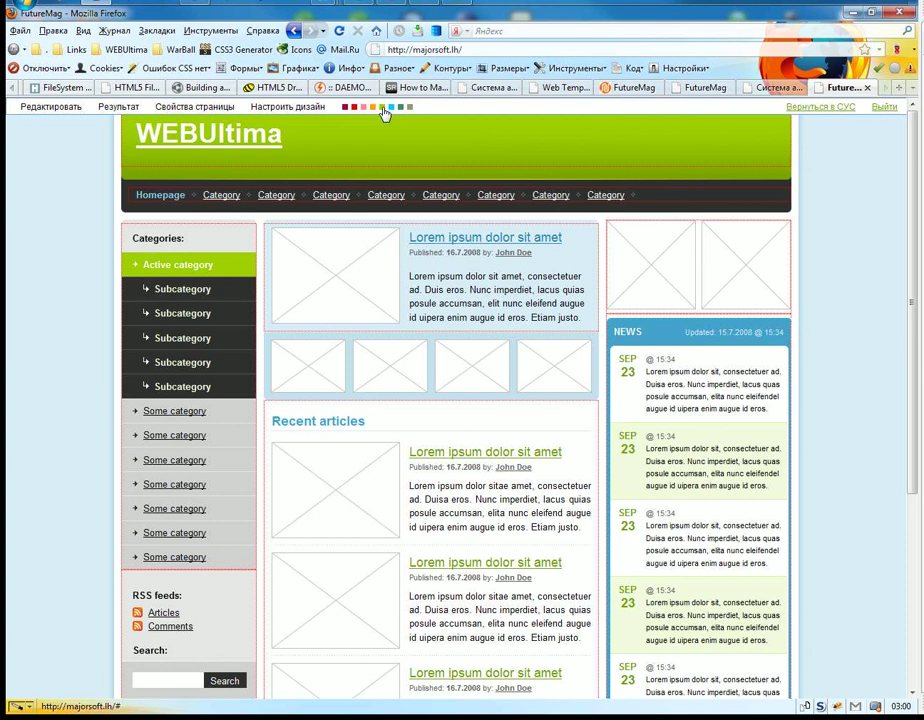 FutureMag - Mozilla Firefox
Файл Правка Вид Журнал Закладки Инструменты Справка
Яндекс
. Links WEBUltima WarBall CSS3 Generator Icons Mail.Ru http://majorsoft.lh/
Отключить Cookies Ошибок CSS нет Формы Графика Инфо Разное Контуры Размеры Инструменты Код Настройки
FileSystem ... HTML5 Fil... Building a... HTML5 Dr... :: DAEMO... How to Ma... Система а... Web Temp... FutureMag FutureMag Система а... Future...
Редактировать Результат Свойства страницы Настроить дизайн Вернуться в СУС Выйти
WEBUltima
Homepage Category Category Category Category Category Category Category Category
Categories:
Active category
Subcategory
Subcategory
Subcategory
Subcategory
Subcategory
Some category
Some category
Some category
Some category
Some category
Some category
Some category
RSS feeds:
Articles
Comments
Search:
Search
Lorem ipsum dolor sit amet
Published: 16.7.2008 by: John Doe
Lorem ipsum dolor sit amet, consectetuer
ad. Duis eros. Nunc imperdiet, lacus quas
posule accumsan, elit nunc eleifend augue
id uipera enim augue id eros. Etiam justo.
Recent articles
Lorem ipsum dolor sit amet
Published: 16.7.2008 by: John Doe
Lorem ipsum dolor sitae amet, consectetuer
ad. Duisa eros. Nunc imperdiet, lacus quas
posule accumsan, elita nunc eleifend augue
id uipera enim augue id eros. Etiam justo.
Lorem ipsum dolor sit amet
Published: 16.7.2008 by: John Doe
Lorem ipsum dolor sitae amet, consectetuer
ad. Duisa eros. Nunc imperdiet, lacus quas
posule accumsan, elita nunc eleifend augue
id uipera enim augue id eros. Etiam justo.
Lorem ipsum dolor sit amet
Published: 16.7.2008 by: John Doe
NEWS Updated: 15.7.2008 @ 15:34
SEP 23 @ 15:34
Lorem ipsum dolor sit amet, consectetuer ad.
Duisa eros. Nunc imperdiet, lacus quas
posule accumsan, elita nunc eleifendel
augue id uipera enim augue id eros.
SEP 23 @ 15:34
Lorem ipsum dolor sit amet, consectetuer ad.
Duisa eros. Nunc imperdiet, lacus quas
posule accumsan, elita nunc eleifendel
augue id uipera enim augue id eros.
SEP 23 @ 15:34
Lorem ipsum dolor sit amet, consectetuer ad.
Duisa eros. Nunc imperdiet, lacus quas
posule accumsan, elita nunc eleifendel
augue id uipera enim augue id eros.
SEP 23 @ 15:34
Lorem ipsum dolor sit amet, consectetuer ad.
Duisa eros. Nunc imperdiet, lacus quas
posule accumsan, elita nunc eleifendel
augue id uipera enim augue id eros.
SEP 23 @ 15:34
Lorem ipsum dolor sit amet, consectetuer ad.
Duisa eros. Nunc imperdiet, lacus quas
http://majorsoft.lh/# 03:00